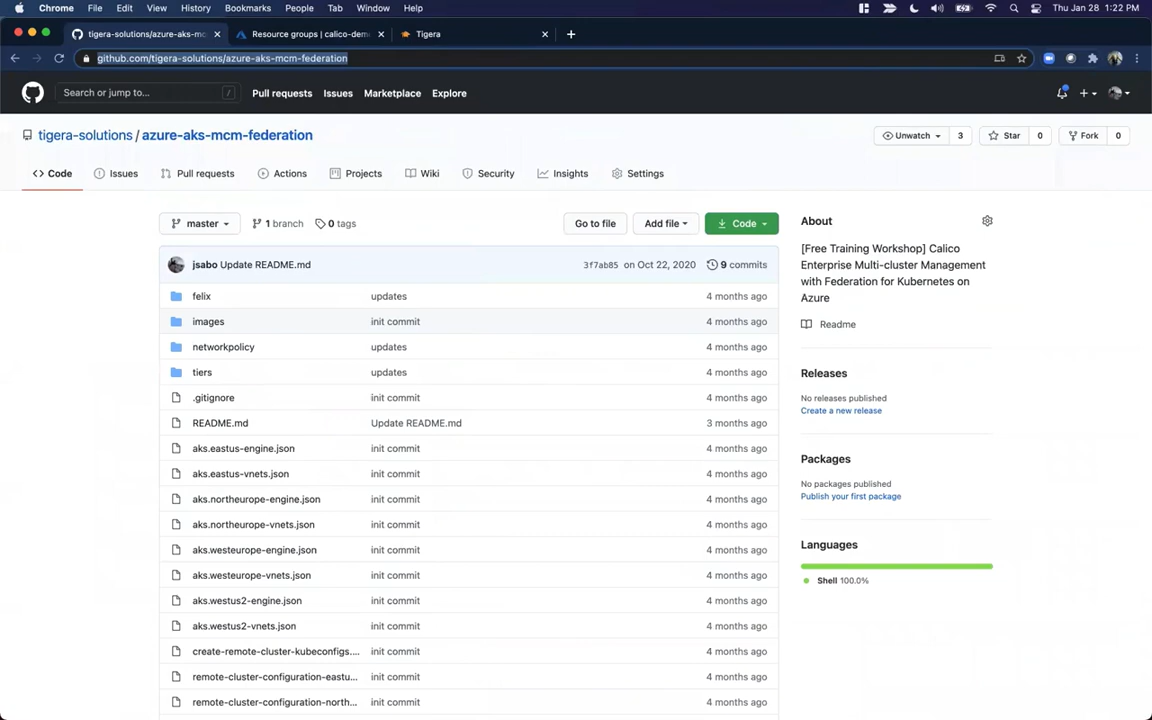 Chrome File Edit View History Bookmarks People Tab Window Help
Thu Jan 28 1:22 PM
tigera-solutions/azure-aks-mc
Resource groups | calico-dem
Tigera
github.com/tigera-solutions/azure-aks-mcm-federation
Search or jump to... /
Pull requests Issues Marketplace Explore
tigera-solutions / azure-aks-mcm-federation
Unwatch 3 Star 0 Fork 0
Code Issues Pull requests Actions Projects Wiki Security Insights Settings
master 1 branch 0 tags Go to file Add file Code
jsabo Update README.md 3f7ab85 on Oct 22, 2020 9 commits
felix updates 4 months ago
images init commit 4 months ago
networkpolicy updates 4 months ago
tiers updates 4 months ago
.gitignore init commit 4 months ago
README.md Update README.md 3 months ago
aks.eastus-engine.json init commit 4 months ago
aks.eastus-vnets.json init commit 4 months ago
aks.northeurope-engine.json init commit 4 months ago
aks.northeurope-vnets.json init commit 4 months ago
aks.westeurope-engine.json init commit 4 months ago
aks.westeurope-vnets.json init commit 4 months ago
aks.westus2-engine.json init commit 4 months ago
aks.westus2-vnets.json init commit 4 months ago
create-remote-cluster-kubeconfigs.... init commit 4 months ago
remote-cluster-configuration-eastu... init commit 4 months ago
remote-cluster-configuration-north... init commit 4 months ago
About
[Free Training Workshop] Calico
Enterprise Multi-cluster Management
with Federation for Kubernetes on
Azure
Readme
Releases
No releases published
Create a new release
Packages
No packages published
Publish your first package
Languages
Shell 100.0%